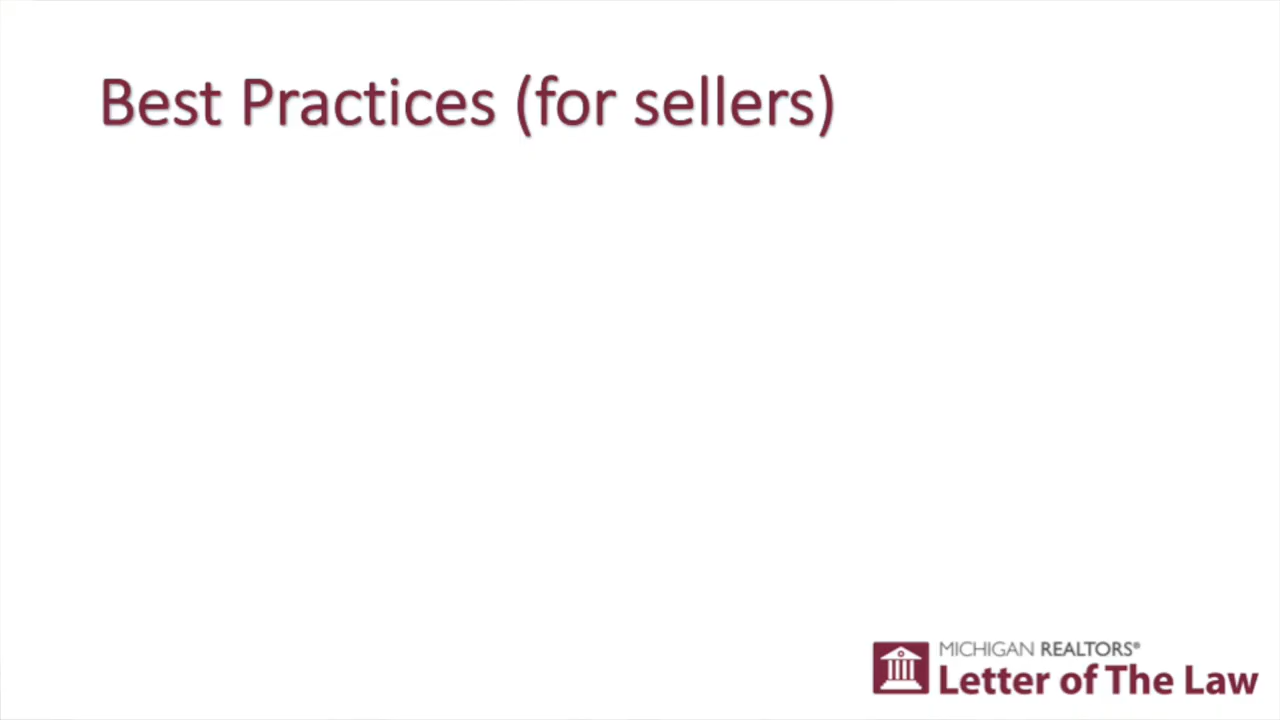 Best Practices (for sellers)
MICHIGAN REALTORS®
Letter of The Law